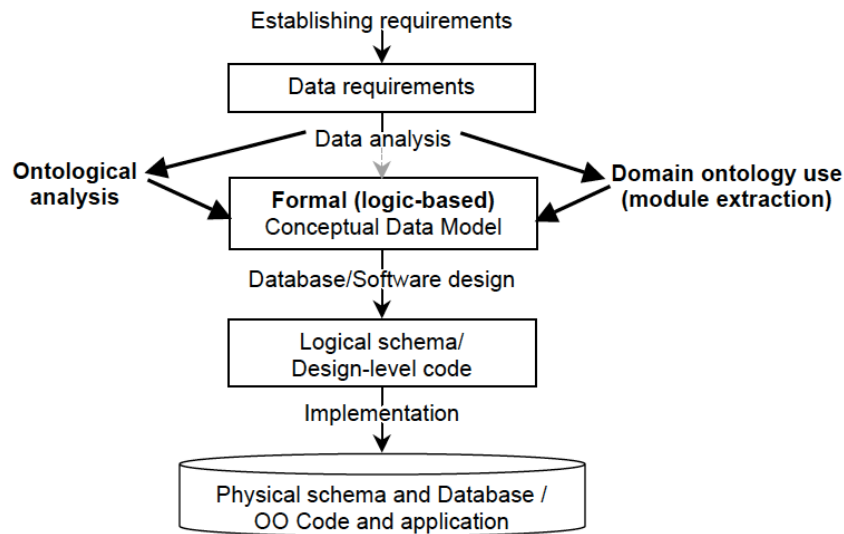 Establishing requirements
Data requirements
Data analysis
Ontological
analysis
Domain ontology use
(module extraction)
Formal (logic-based)
Conceptual Data Model
Database/Software design
Logical schema/
Design-level code
Implementation
Physical schema and Database /
OO Code and application